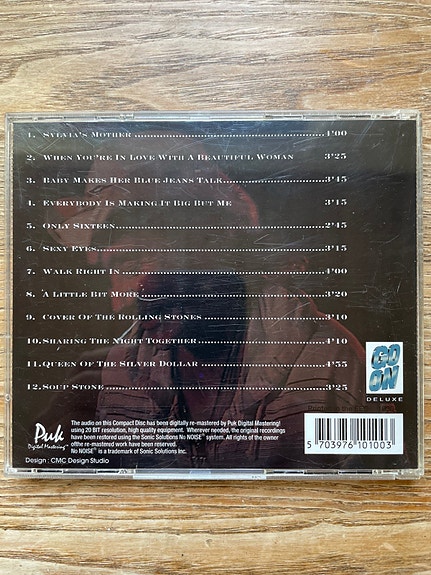 1. Sylvia's Mother 4'00
2. When You're In Love With A Beautiful Woman 3'25
3. Baby Makes Her Blue Jeans Talk 3'45
4. Everybody Is Making It Big But Me 3'15
5. Only Sixteen 2'45
6. Sexy Eyes 3'15
7. Walk Right In 4'00
8. A Little Bit More 3'20
9. Cover Of The Rolling Stones 3'10
10. Sharing The Night Together 4'10
11. Queen Of The Silver Dollar 4'55
12. Soup Stone 3'25
GO
ON
DELUXE
Puk
Digital Mastering
The audio on this Compact Disc has been digitally re-mastered by Puk Digital Mastering!
using 20 BIT resolution, high quality equipment. Wherever needed, the original recordings
have been restored using the Sonic Solutions No NOISE™ system. All rights of the owner
ofthe re-mastered work have been reserved.
No NOISE™ is a trademark of Sonic Solutions Inc.
Design : CMC Design Studio
5 703976 101003